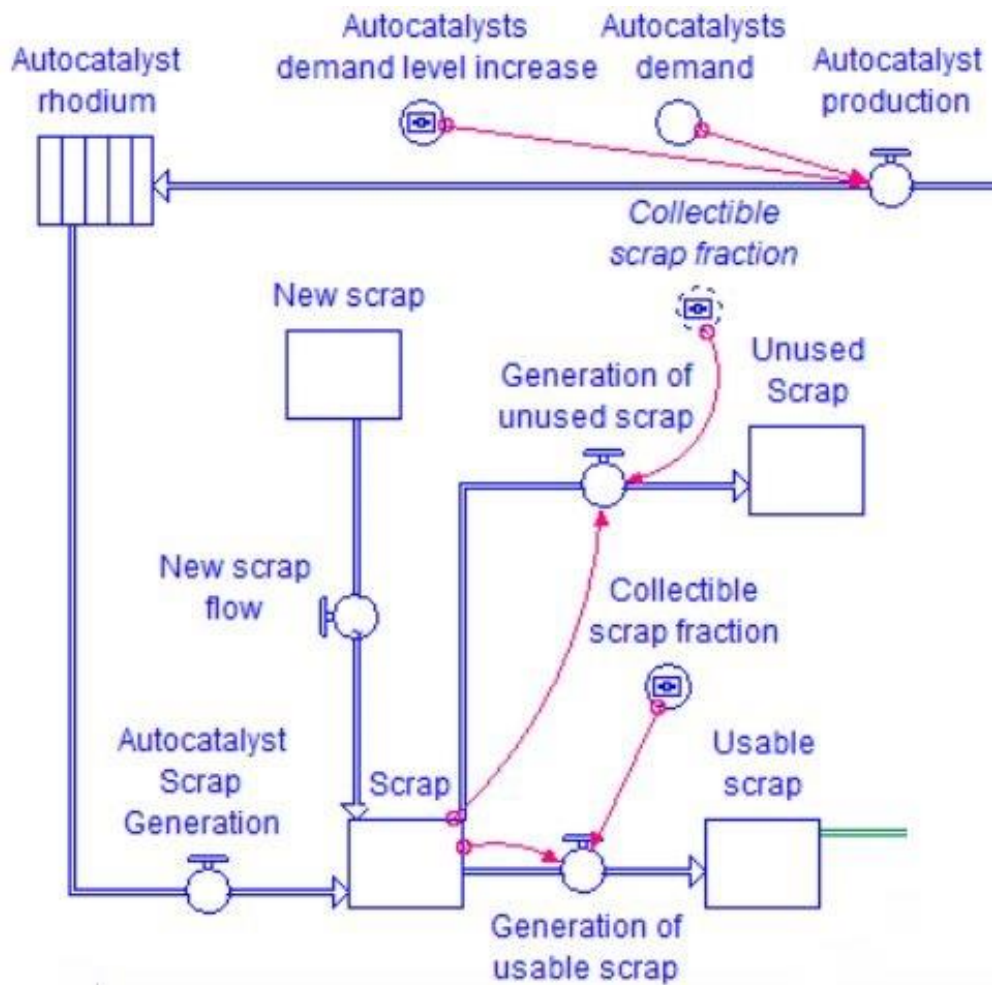 Autocatalyst
rhodium
Autocatalysts
demand level increase
Autocatalysts
demand
Autocatalyst
production
Collectible
scrap fraction
New scrap
Generation of
unused scrap
Unused
Scrap
New scrap
flow
Collectible
scrap fraction
Autocatalyst
Scrap
Generation
Scrap
Usable
scrap
Generation of
usable scrap